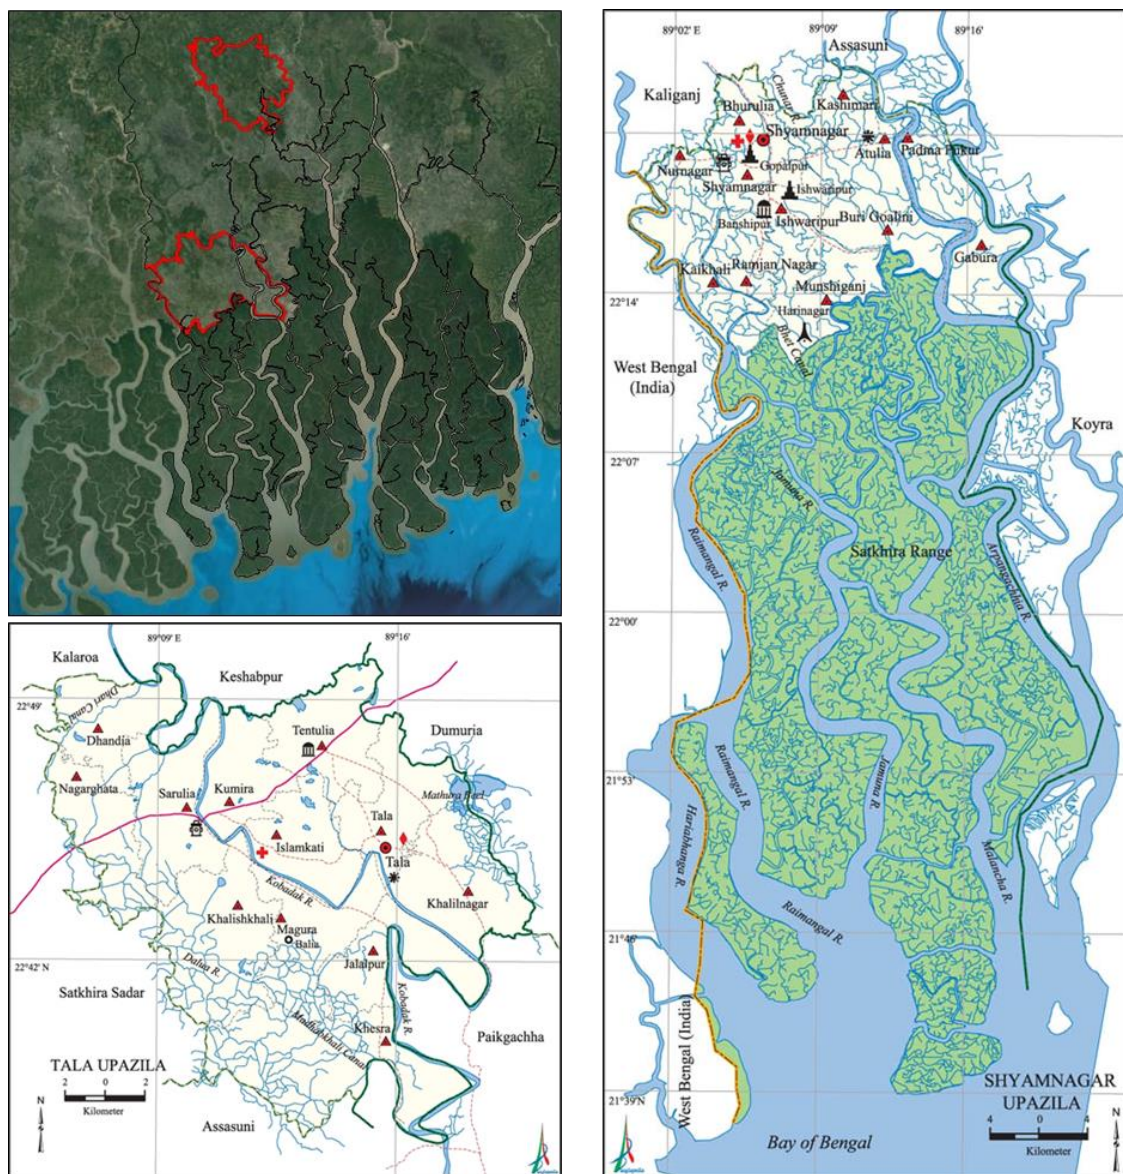 89°09' E
89°16'
Kalaroa
Keshabpur
22°49'
Dhari Canal
Dhandia
Tentulia
Dumuria
Nagarghata
Sarulia
Kumira
Mathura Beel
Tala
Islamkati
Tala
Kobadak R.
Khalilnagar
Khalishkhali
Magura
Balia
22°42' N
Dalua R.
Jalalpur
Satkhira Sadar
Kobadak R.
Madhabkhali Canal
Khesra
Paikgachha
TALA UPAZILA
2 0 2
Kilometer
N
Assasuni
89°02' E
89°09'
89°16'
Assasuni
Kaliganj
Chunar R.
Kashimari
Bhurulia
Shyamnagar
Atulia
Padma Pukur
Nurnagar
Gopalpur
Shyamnagar
Ishwaripur
Banshipur
Ishwaripur
Buri Goalini
Gabura
Kaikhali
Ramjan Nagar
22°14'
Munshiganj
Harinagar
Bhet Canal
West Bengal
(India)
Koyra
22°07'
Jamuna R.
Raimangal R.
Satkhira Range
Arpangachhia R.
22°00'
21°53'
Raimangal R.
Jamuna R.
Hariabhanga R.
Malancha R.
Raimangal R.
21°46'
West Bengal (India)
21°39'N
SHYAMNAGAR
UPAZILA
4 0 4
Kilometer
N
Bay of Bengal